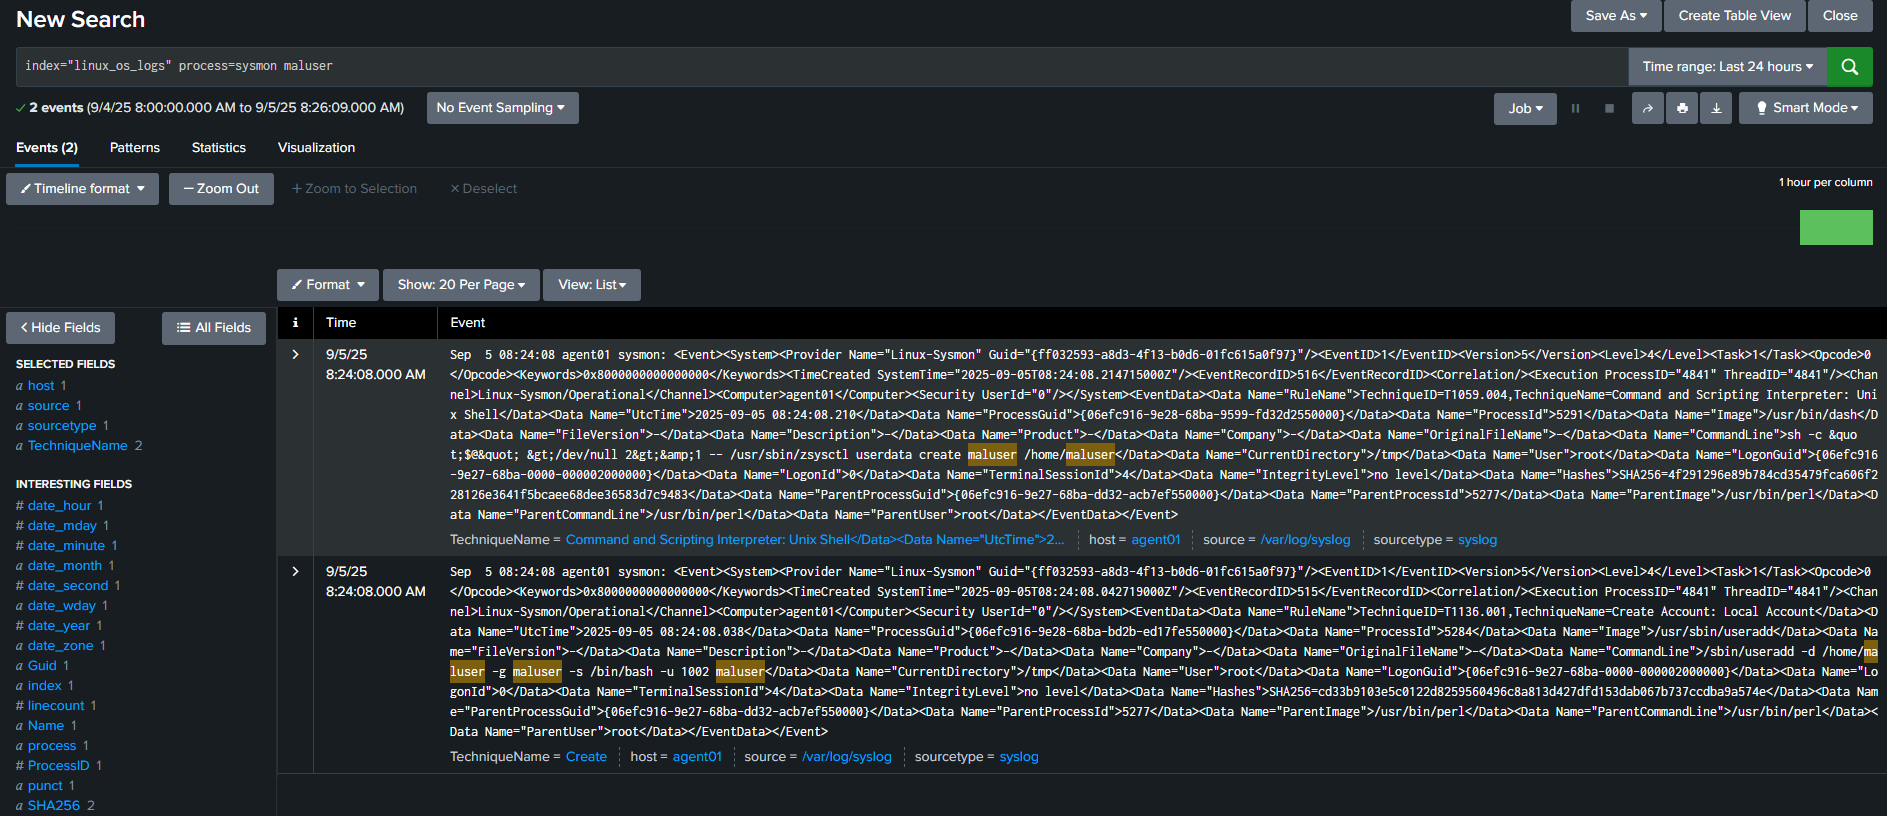 New Search
Save As
Create Table View
Close
index="linux_os_logs" process=sysmon maluser
Time range: Last 24 hours
2 events (9/4/25 8:00:00.000 AM to 9/5/25 8:26:09.000 AM)
No Event Sampling
Job
Smart Mode
Events (2)
Patterns
Statistics
Visualization
Timeline format
— Zoom Out
+ Zoom to Selection
× Deselect
1 hour per column
Format
Show: 20 Per Page
View: List
< Hide Fields
All Fields
SELECTED FIELDS
a host 1
a source 1
a sourcetype 1
a TechniqueName 2
INTERESTING FIELDS
# date_hour 1
# date_mday 1
# date_minute 1
a date_month 1
# date_second 1
a date_wday 1
# date_year 1
a date_zone 1
a Guid 1
a index 1
# linecount 1
a Name 1
a process 1
# ProcessID 1
a punct 1
a SHA256 2
i
Time
Event
9/5/25
8:24:08.000 AM
Sep  5 08:24:08 agent01 sysmon: <Event><System><Provider Name="Linux-Sysmon" Guid="{ff032593-a8d3-4f13-b0d6-01fc615a0f97}"/><EventID>1</EventID><Version>5</Version><Level>4</Level><Task>1</Task><Opcode>0
</Opcode><Keywords>0x8000000000000000</Keywords><TimeCreated SystemTime="2025-09-05T08:24:08.214715000Z"/><EventRecordID>516</EventRecordID><Correlation/><Execution ProcessID="4841" ThreadID="4841"/><Chan
nel>Linux-Sysmon/Operational</Channel><Computer>agent01</Computer><Security UserId="0"/></System><EventData><Data Name="RuleName">TechniqueID=T1059.004,TechniqueName=Command and Scripting Interpreter: Uni
x Shell</Data><Data Name="UtcTime">2025-09-05 08:24:08.210</Data><Data Name="ProcessGuid">{06efc916-9e28-68ba-9599-fd32d2550000}</Data><Data Name="ProcessId">5291</Data><Data Name="Image">/usr/bin/dash</D
ata><Data Name="FileVersion">-</Data><Data Name="Description">-</Data><Data Name="Product">-</Data><Data Name="Company">-</Data><Data Name="OriginalFileName">-</Data><Data Name="CommandLine">sh -c &quo
t;$@&quot; &gt;/dev/null 2&gt;&amp;1 -- /usr/sbin/zsysctl userdata create maluser /home/maluser</Data><Data Name="CurrentDirectory">/tmp</Data><Data Name="User">root</Data><Data Name="LogonGuid">{06efc916
-9e27-68ba-0000-000002000000}</Data><Data Name="LogonId">0</Data><Data Name="TerminalSessionId">4</Data><Data Name="IntegrityLevel">no level</Data><Data Name="Hashes">SHA256=4f291296e89b784cd35479fca606f2
28126e3641f5bcaee68dee36583d7c9483</Data><Data Name="ParentProcessGuid">{06efc916-9e27-68ba-dd32-acb7ef550000}</Data><Data Name="ParentProcessId">5277</Data><Data Name="ParentImage">/usr/bin/perl</Data><D
ata Name="ParentCommandLine">/usr/bin/perl</Data><Data Name="ParentUser">root</Data></EventData></Event>
TechniqueName = Command and Scripting Interpreter: Unix Shell</Data><Data Name="UtcTime">2... host = agent01 source = /var/log/syslog sourcetype = syslog
9/5/25
8:24:08.000 AM
Sep  5 08:24:08 agent01 sysmon: <Event><System><Provider Name="Linux-Sysmon" Guid="{ff032593-a8d3-4f13-b0d6-01fc615a0f97}"/><EventID>1</EventID><Version>5</Version><Level>4</Level><Task>1</Task><Opcode>0
</Opcode><Keywords>0x8000000000000000</Keywords><TimeCreated SystemTime="2025-09-05T08:24:08.042719000Z"/><EventRecordID>515</EventRecordID><Correlation/><Execution ProcessID="4841" ThreadID="4841"/><Chan
nel>Linux-Sysmon/Operational</Channel><Computer>agent01</Computer><Security UserId="0"/></System><EventData><Data Name="RuleName">TechniqueID=T1136.001,TechniqueName=Create Account: Local Account</Data><D
ata Name="UtcTime">2025-09-05 08:24:08.038</Data><Data Name="ProcessGuid">{06efc916-9e28-68ba-bd2b-ed17fe550000}</Data><Data Name="ProcessId">5284</Data><Data Name="Image">/usr/sbin/useradd</Data><Data Na
me="FileVersion">-</Data><Data Name="Description">-</Data><Data Name="Product">-</Data><Data Name="Company">-</Data><Data Name="OriginalFileName">-</Data><Data Name="CommandLine">/sbin/useradd -d /home/ma
luser -g maluser -s /bin/bash -u 1002 maluser</Data><Data Name="CurrentDirectory">/tmp</Data><Data Name="User">root</Data><Data Name="LogonGuid">{06efc916-9e27-68ba-0000-000002000000}</Data><Data Name="Lo
gonId">0</Data><Data Name="TerminalSessionId">4</Data><Data Name="IntegrityLevel">no level</Data><Data Name="Hashes">SHA256=cd33b9103e5c0122d8259560496c8a813d427dfd153dab067b737ccdba9a574e</Data><Data Nam
e="ParentProcessGuid">{06efc916-9e27-68ba-dd32-acb7ef550000}</Data><Data Name="ParentProcessId">5277</Data><Data Name="ParentImage">/usr/bin/perl</Data><Data Name="ParentCommandLine">/usr/bin/perl</Data><
Data Name="ParentUser">root</Data></EventData></Event>
TechniqueName = Create host = agent01 source = /var/log/syslog sourcetype = syslog